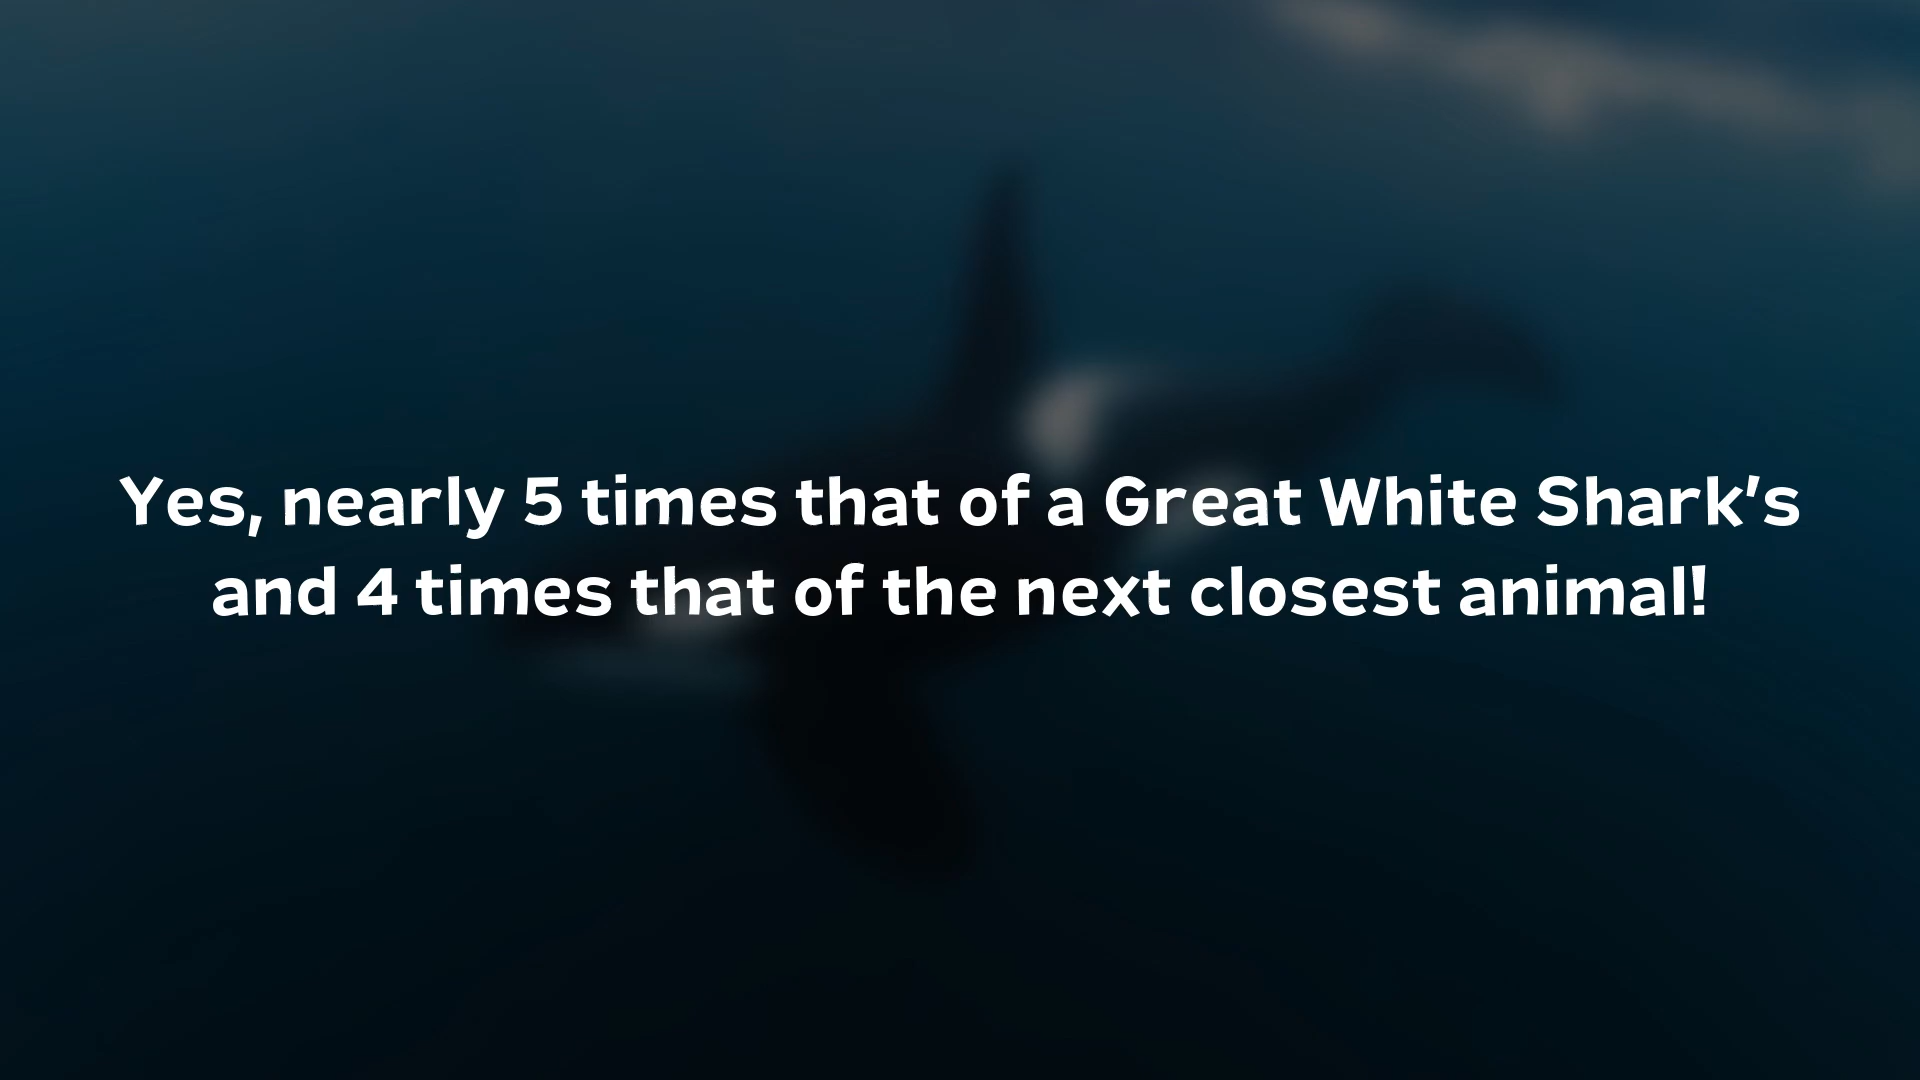 Yes, nearly 5 times that of a Great White Shark's
and 4 times that of the next closest animal!